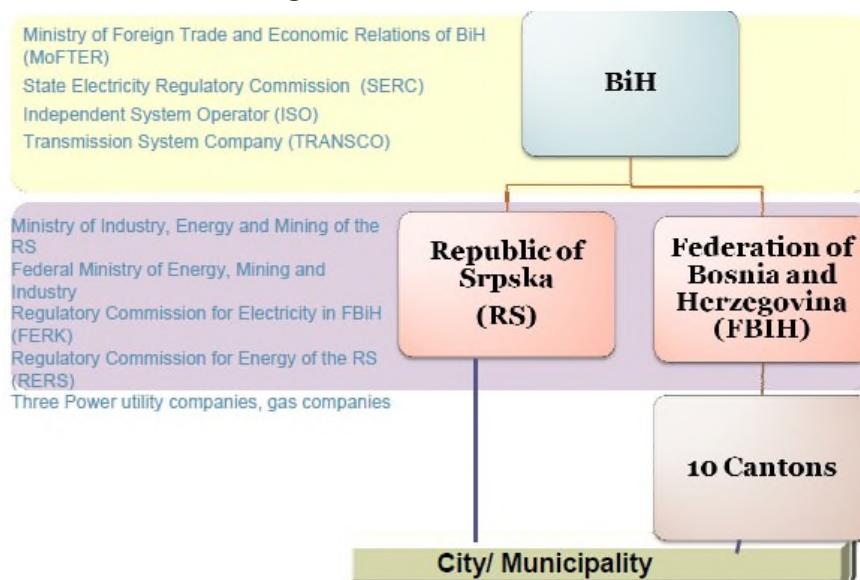 Ministry of Foreign Trade and Economic Relations of BiH
(MoFTER)
State Electricity Regulatory Commission (SERC)
Independent System Operator (ISO)
Transmission System Company (TRANSCO)
BiH
Ministry of Industry, Energy and Mining of the
RS
Federal Ministry of Energy, Mining and
Industry
Regulatory Commission for Electricity in FBiH
(FERK)
Regulatory Commission for Energy of the RS
(RERS)
Three Power utility companies, gas companies
Republic of
Srpska
(RS)
Federation of
Bosnia and
Herzegovina
(FBIH)
10 Cantons
City/ Municipality